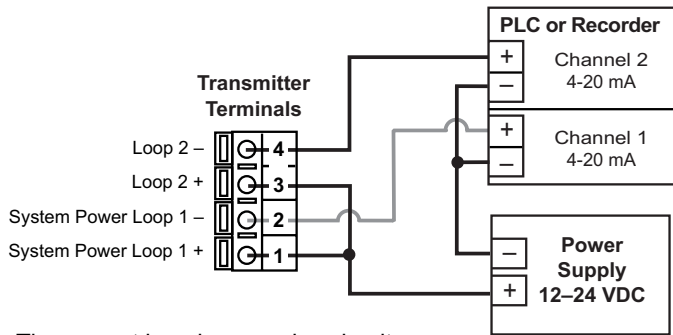 PLC or Recorder
+
Channel 2
–
4-20 mA
+
Channel 1
–
4-20 mA
Transmitter
Terminals
Loop 2 –
4
Loop 2 +
3
System Power Loop 1 –
2
System Power Loop 1 +
1
–
Power
Supply
+
12–24 VDC